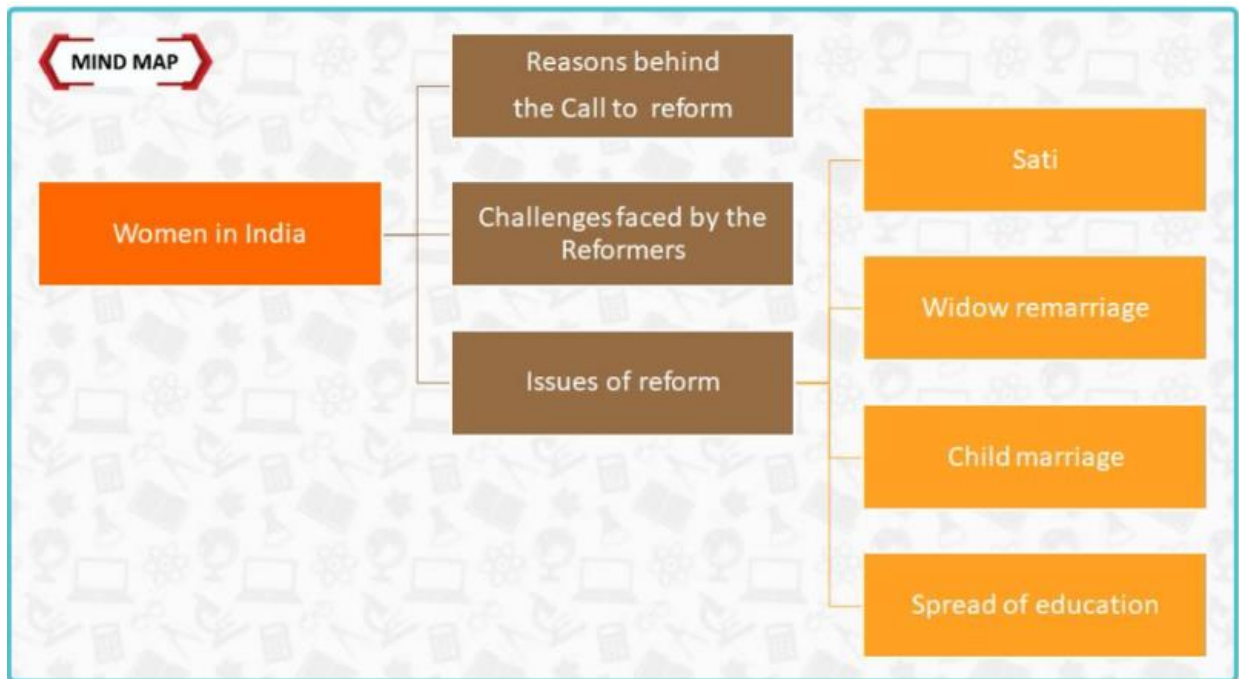 MIND MAP
Women in India
Reasons behind
the Call to reform
Challenges faced by the
Reformers
Issues of reform
Sati
Widow remarriage
Child marriage
Spread of education